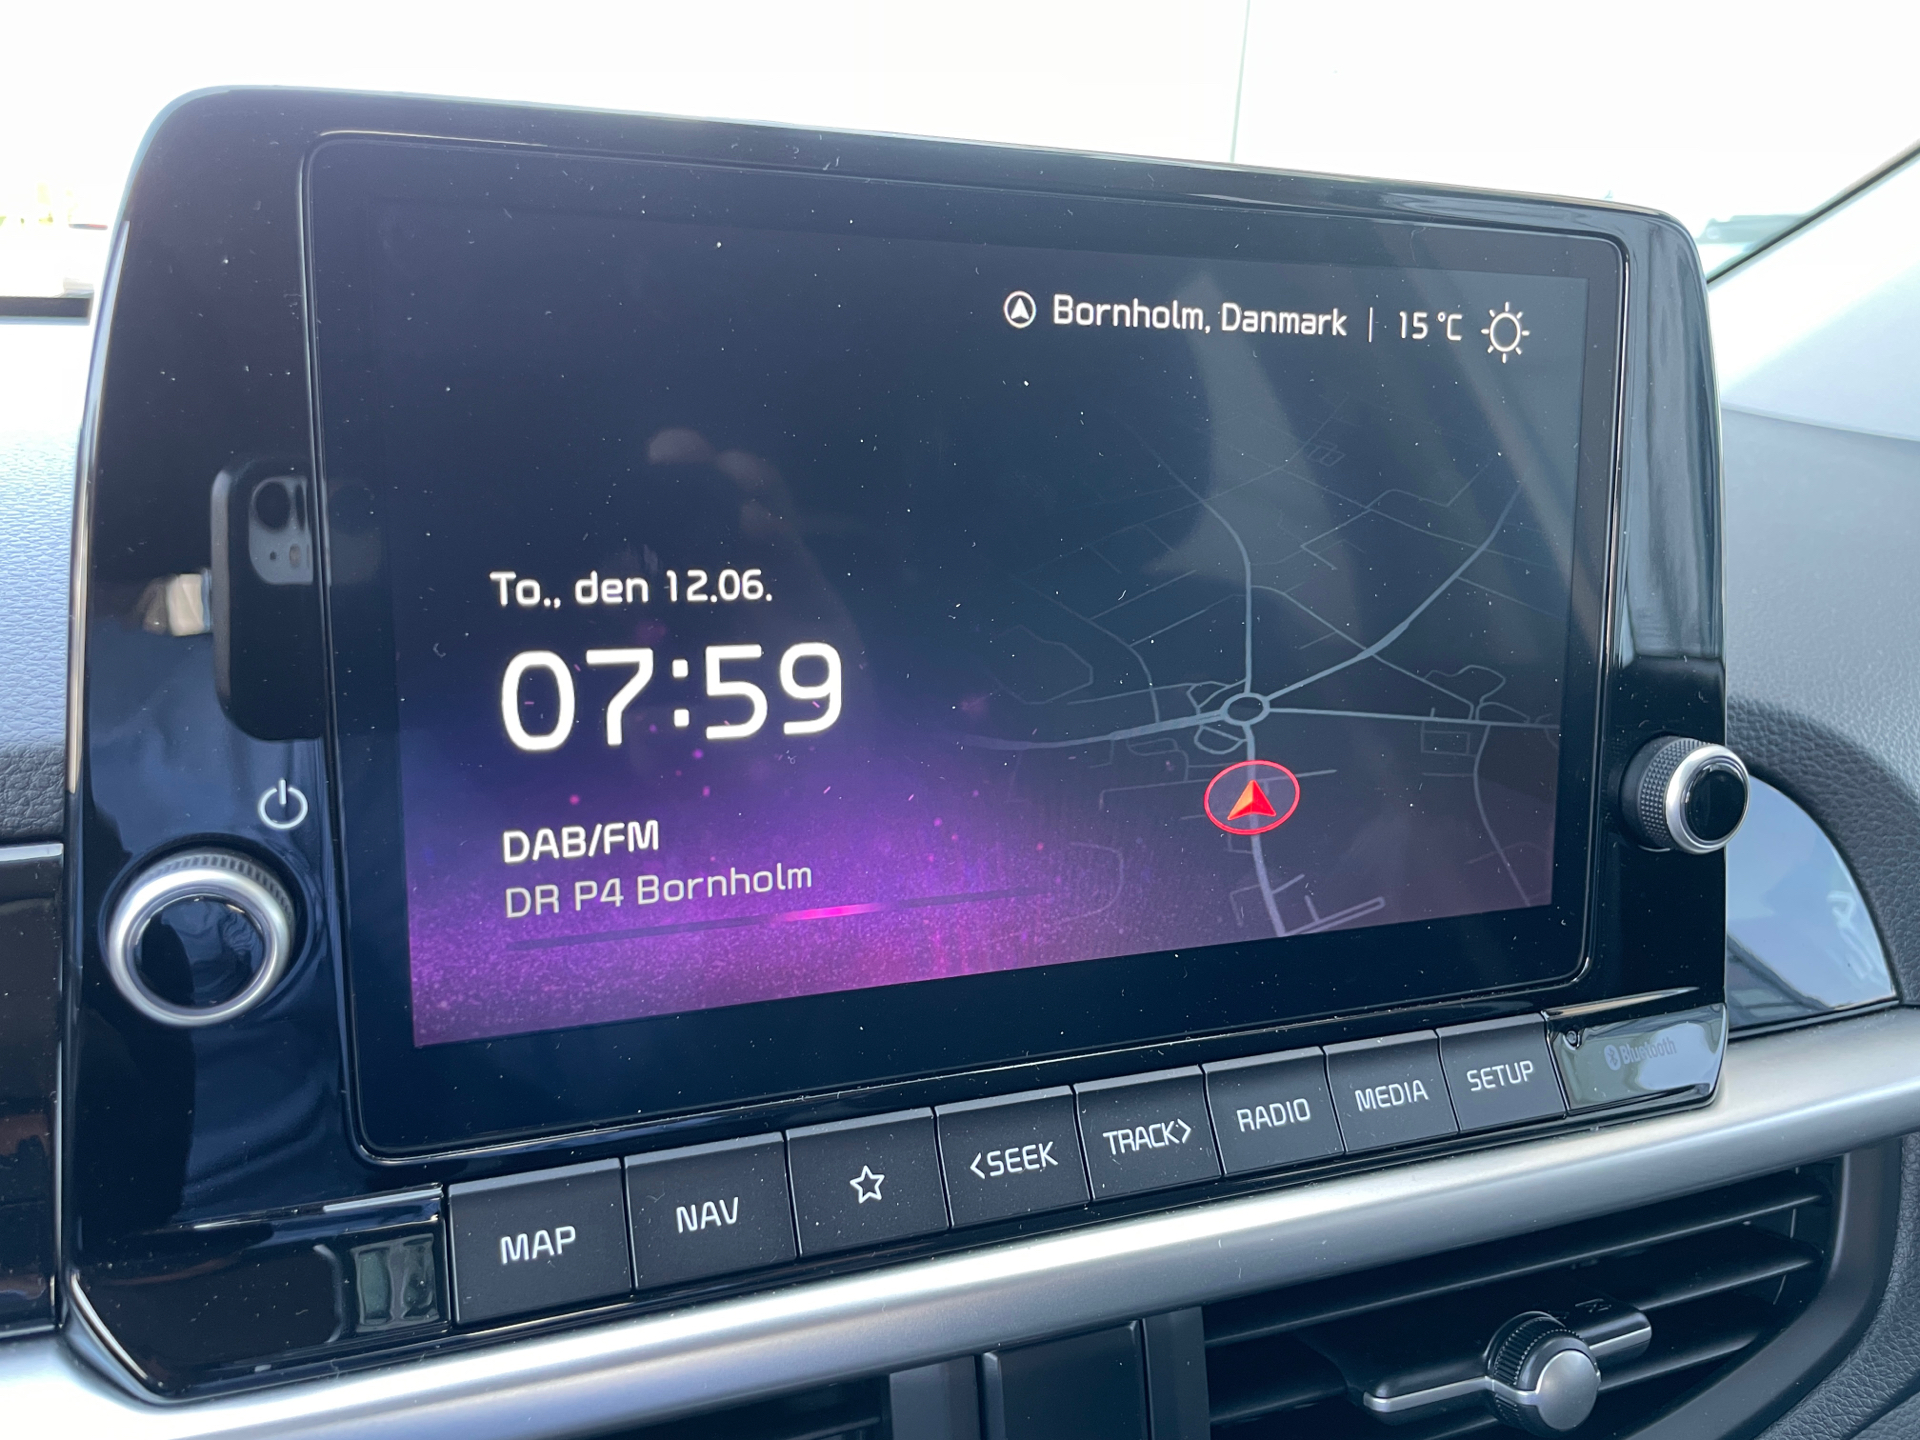 Bornholm, Danmark | 15 °C
To., den 12.06.
07:59
DAB/FM
DR P4 Bornholm
MAP
NAV
<SEEK
TRACK>
RADIO
MEDIA
SETUP
Bluetooth